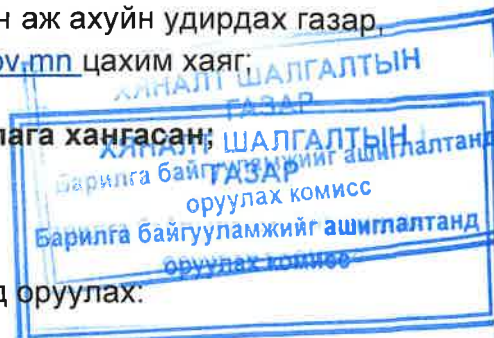 н аж ахуйн удирдах газар,
ov.mn цахим хаяг;
ХЯНАЛТ ШАЛГАЛТЫН
ГАЗАР
лага хангасан;
ХЯНАЛТ ШАЛГАЛТЫН
Барилга байгууламжийг ашиглалтанд
ГАЗАР
оруулах комисс
Барилга байгууламжийг ашиглалтанд
оруулах комисс
д оруулах: